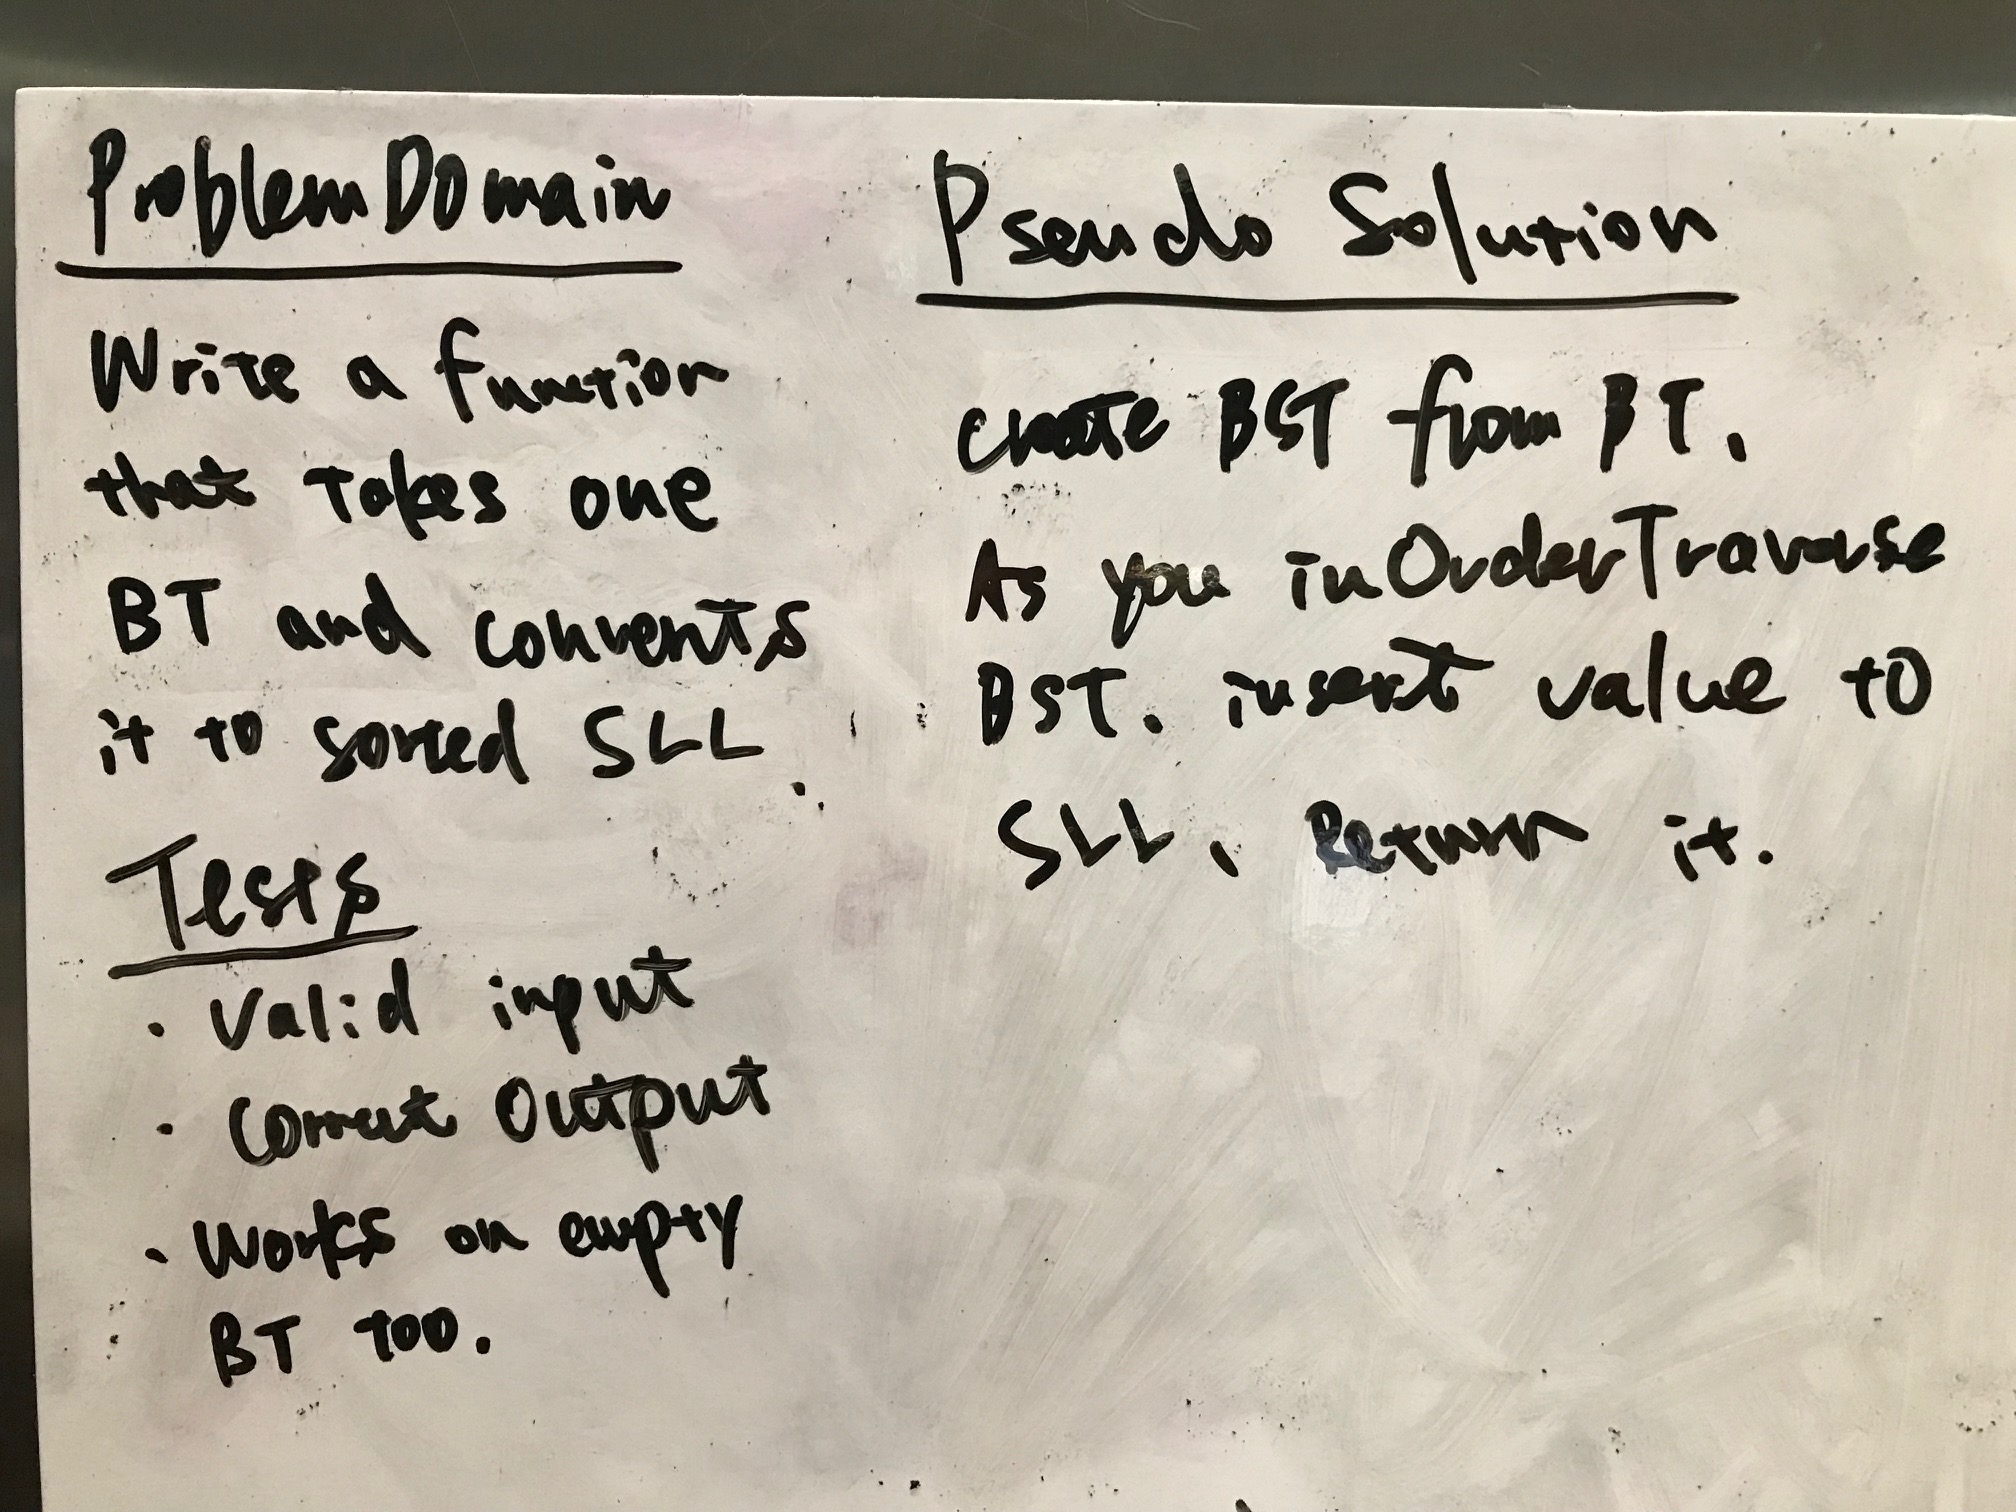 Problem Domain
Write a function
that takes one
BT and converts
it to sorted SLL.
Tests
· Valid input
· Correct Output
· Works on empty
BT too.
Pseudo Solution
Create BST from BT.
As you inOrderTraverse
BST. insert value to
SLL. Return it.